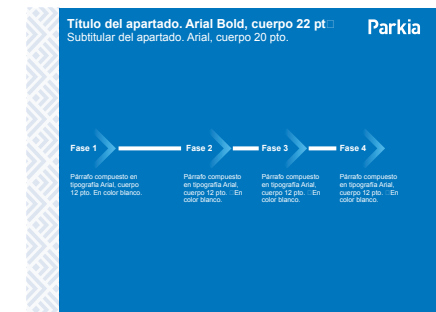 Título del apartado. Arial Bold, cuerpo 22 pt
Subtitular del apartado. Arial, cuerpo 20 pto.
Parkia
Fase 1
Fase 2
Fase 3
Fase 4
Párrafo compuesto en
tipografía Arial, cuerpo
12 pto. En color blanco.
Párrafo compuesto
en tipografía Arial,
cuerpo 12 pto. En
color blanco.
Párrafo compuesto
en tipografía Arial,
cuerpo 12 pto. En
color blanco.
Párrafo compuesto
en tipografía Arial,
cuerpo 12 pto. En
color blanco.